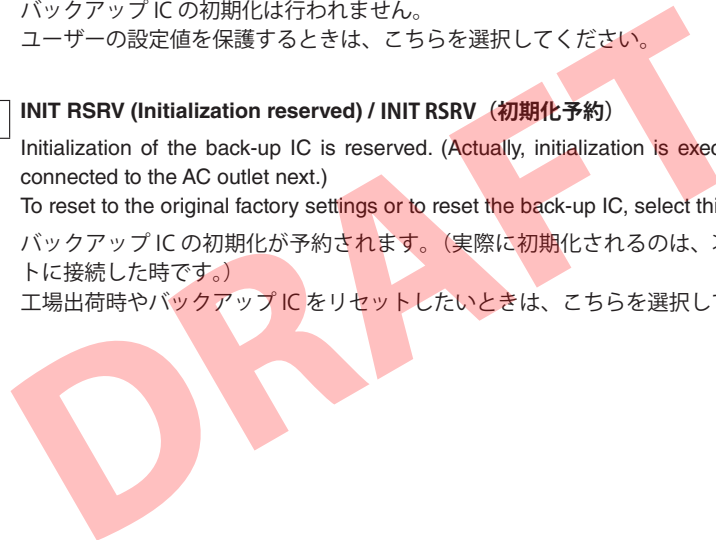 バックアップ IC の初期化は行われません。
ユーザーの設定値を保護するときは、こちらを選択してください。
INIT RSRV (Initialization reserved) / INIT RSRV（初期化予約）
Initialization of the back-up IC is reserved. (Actually, initialization is exec
connected to the AC outlet next.)
To reset to the original factory settings or to reset the back-up IC, select thi
バックアップ IC の初期化が予約されます。（実際に初期化されるのは、
トに接続した時です。）
工場出荷時やバックアップ IC をリセットしたいときは、こちらを選択して
DRAFT